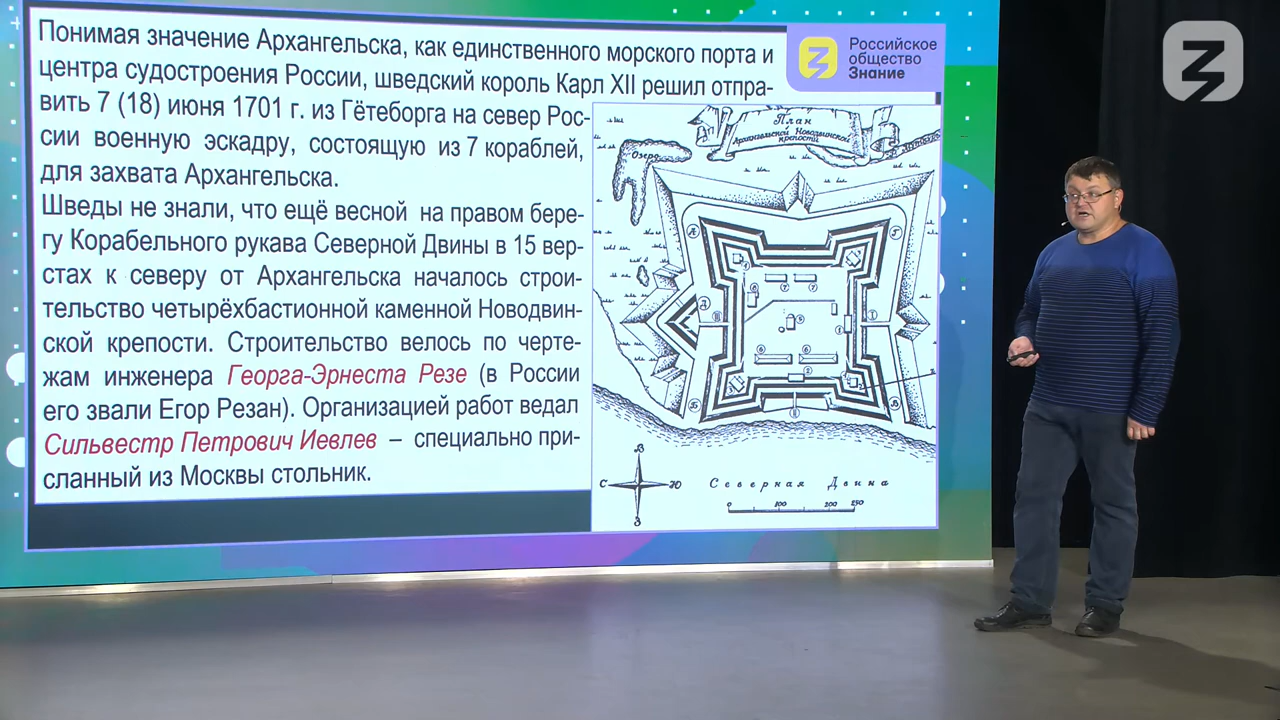 Понимая значение Архангельска, как единственного морского порта и
центра судостроения России, шведский король Карл XII решил отпра-
вить 7 (18) июня 1701 г. из Гётеборга на север Рос-
сии военную эскадру, состоящую из 7 кораблей,
для захвата Архангельска.
Шведы не знали, что ещё весной на правом бере-
гу Корабельного рукава Северной Двины в 15 вер-
стах к северу от Архангельска началось строи-
тельство четырёхбастионной каменной Новодвин-
ской крепости. Строительство велось по черте-
жам инженера Георга-Эрнеста Резе (в России
его звали Егор Резан). Организацией работ ведал
Сильвестр Петрович Иевлев – специально при-
сланный из Москвы стольник.
Российское
общество
Знание
План
Архангельской Новодвинской
крепости
Озеро
В
С
Ю
З
Северная Двина
0 100 200 250